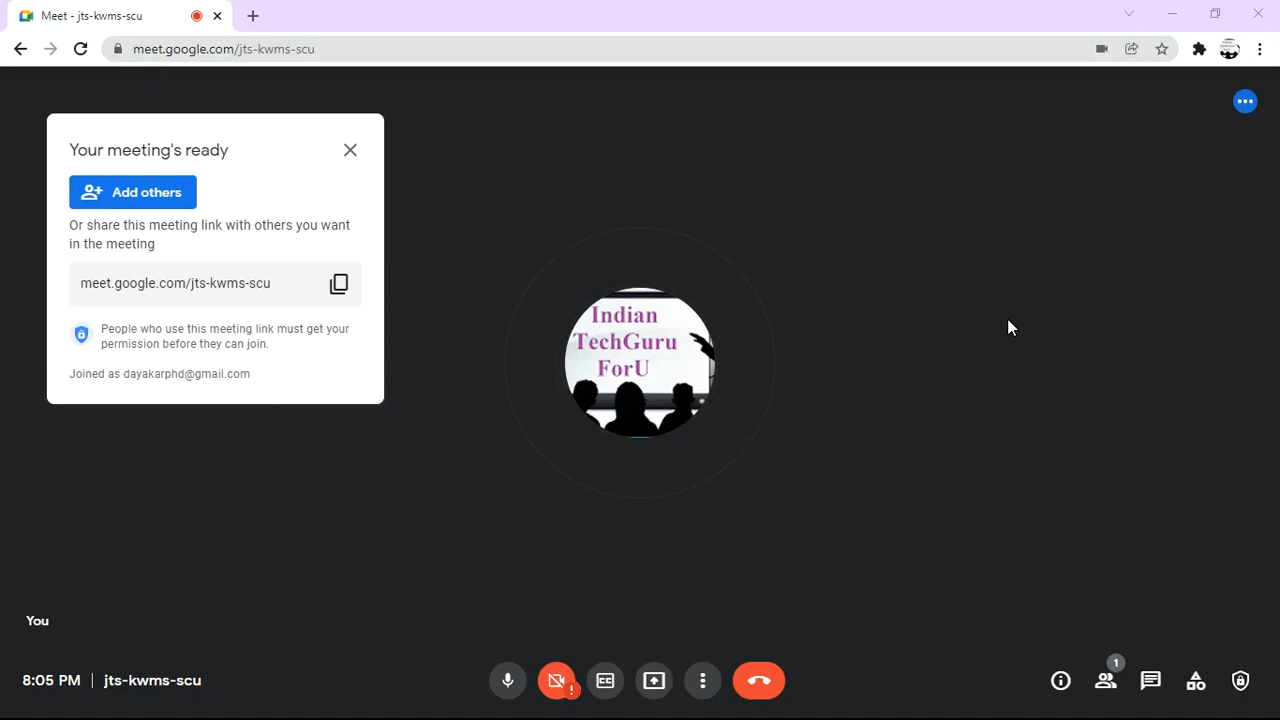 Meet - jts-kwms-scu
meet.google.com/jts-kwms-scu
Your meeting's ready
Add others
Or share this meeting link with others you want
in the meeting
meet.google.com/jts-kwms-scu
People who use this meeting link must get your
permission before they can join.
Joined as dayakarphd@gmail.com
Indian
TechGuru
ForU
You
8:05 PM | jts-kwms-scu
CC
!
1